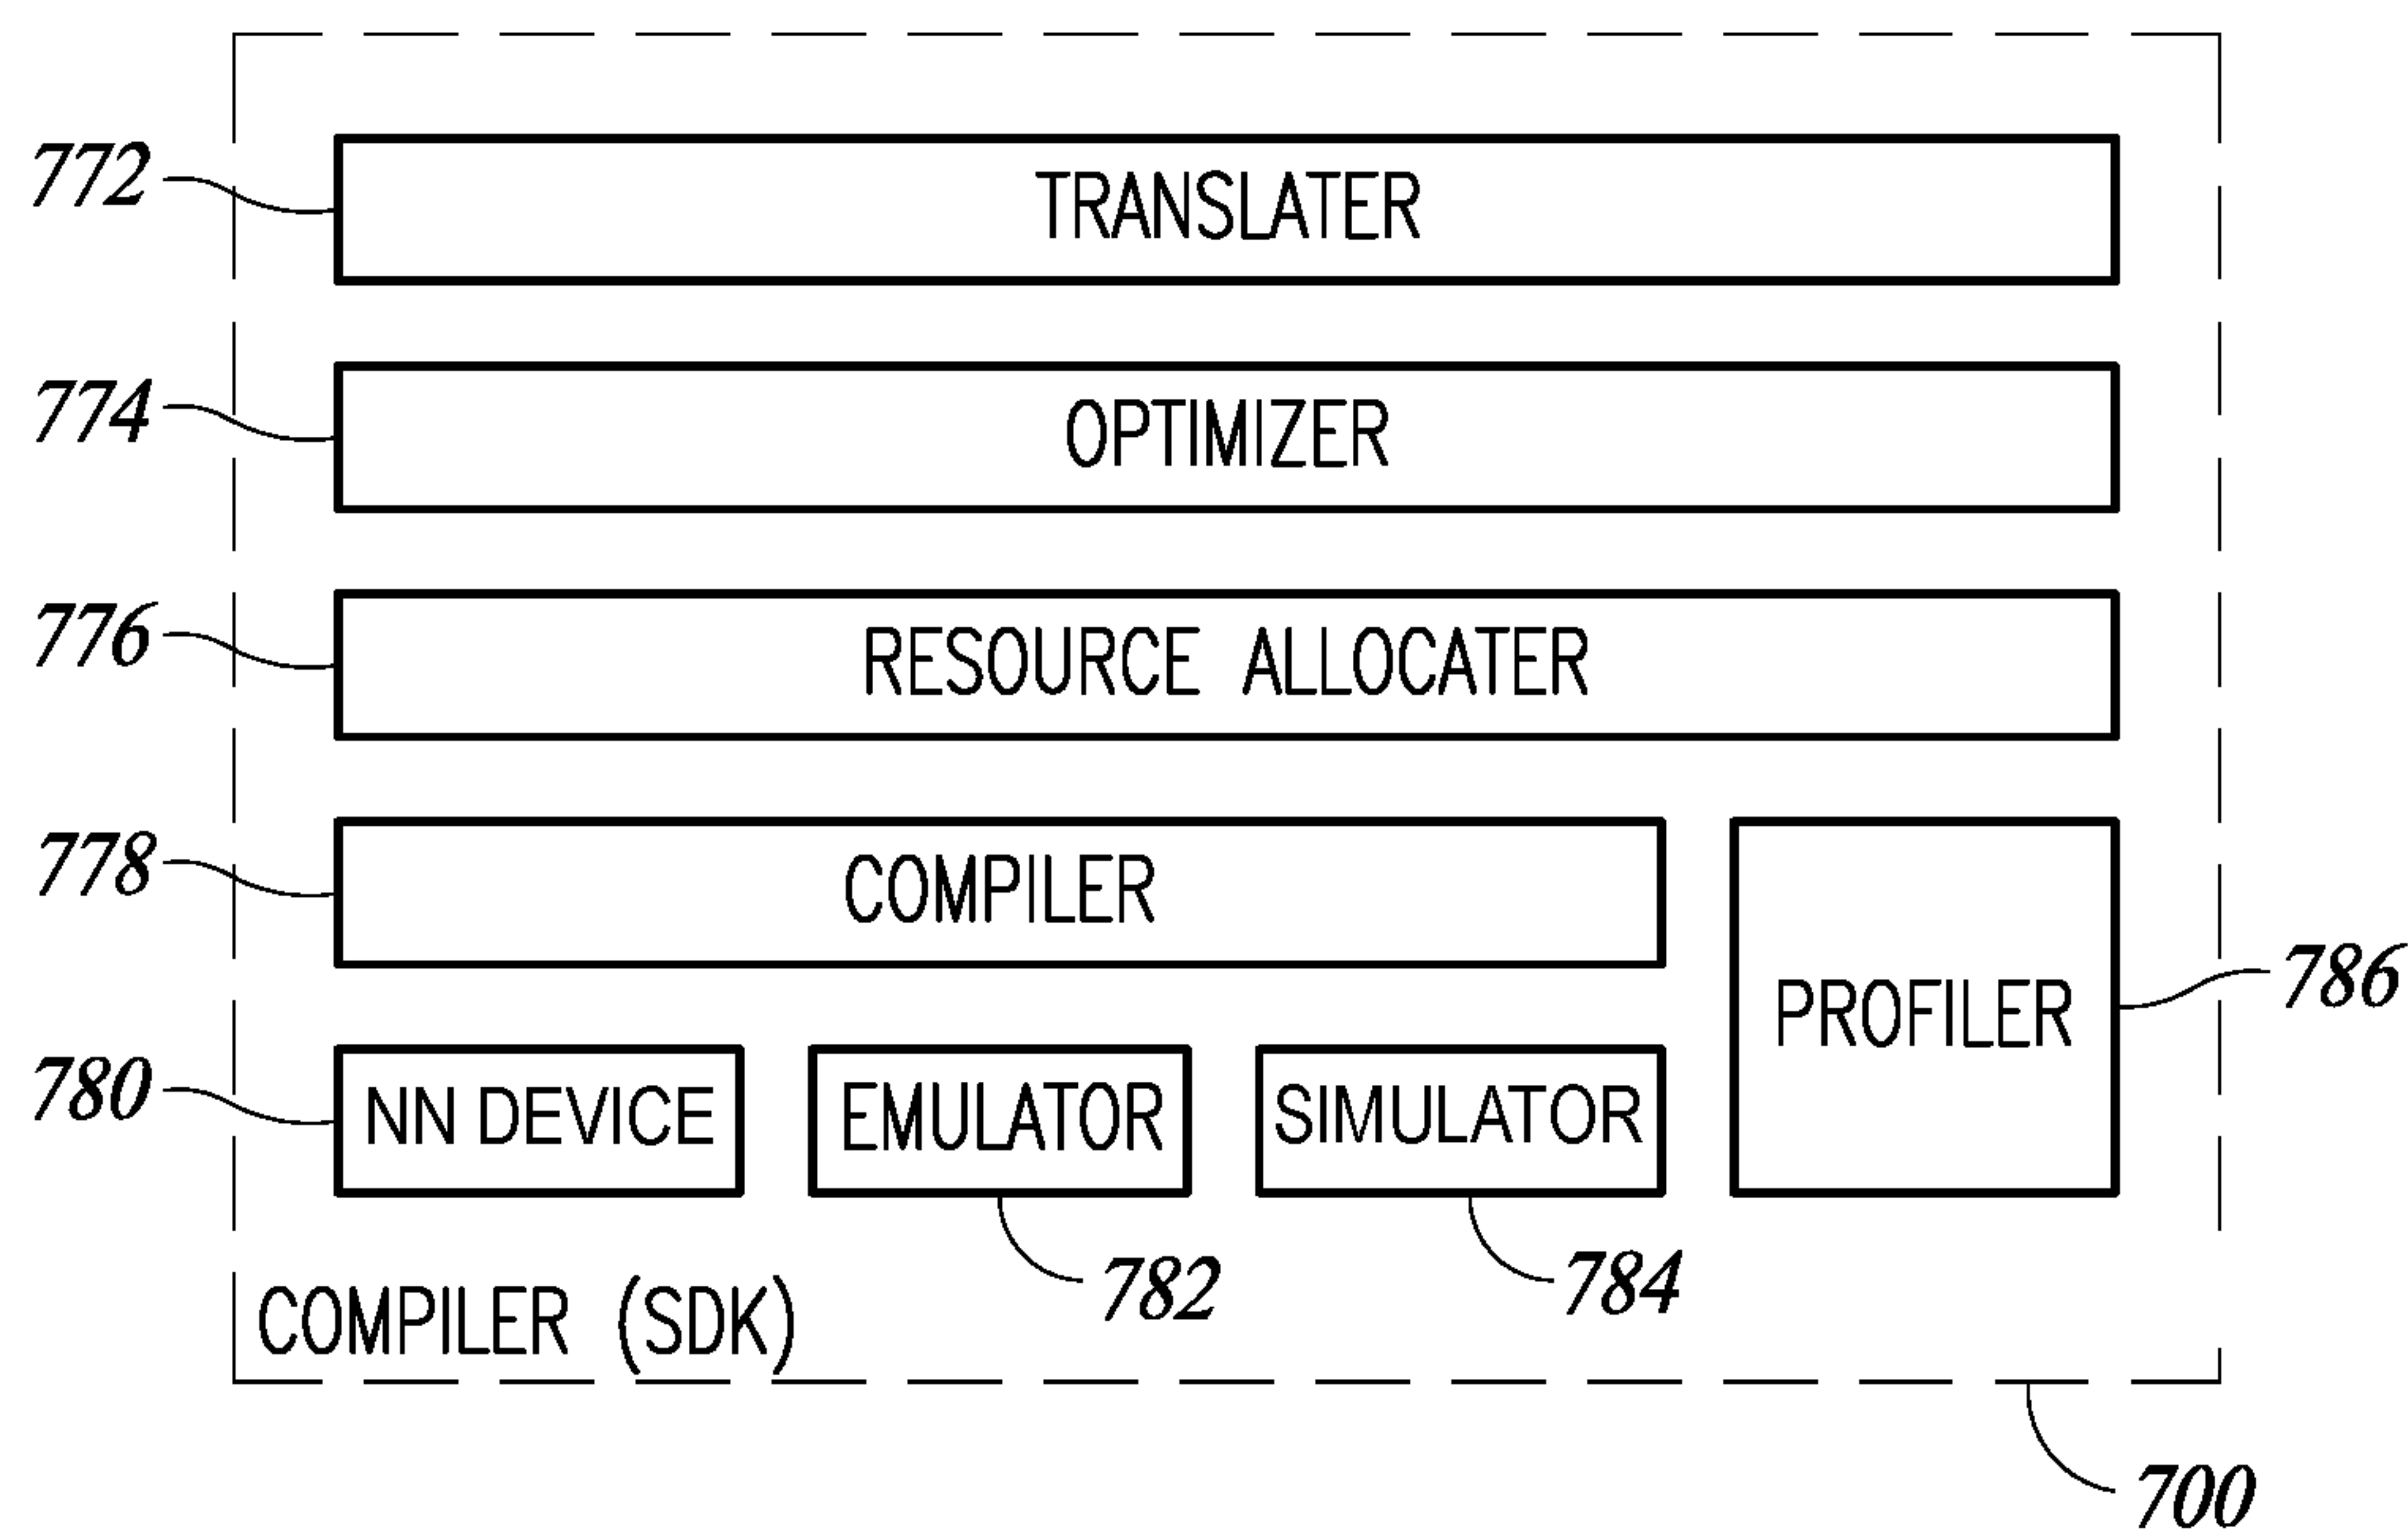 772
TRANSLATER
774
OPTIMIZER
776
RESOURCE ALLOCATER
778
COMPILER
PROFILER
786
780
NN DEVICE
EMULATOR
SIMULATOR
782
784
COMPILER (SDK)
700